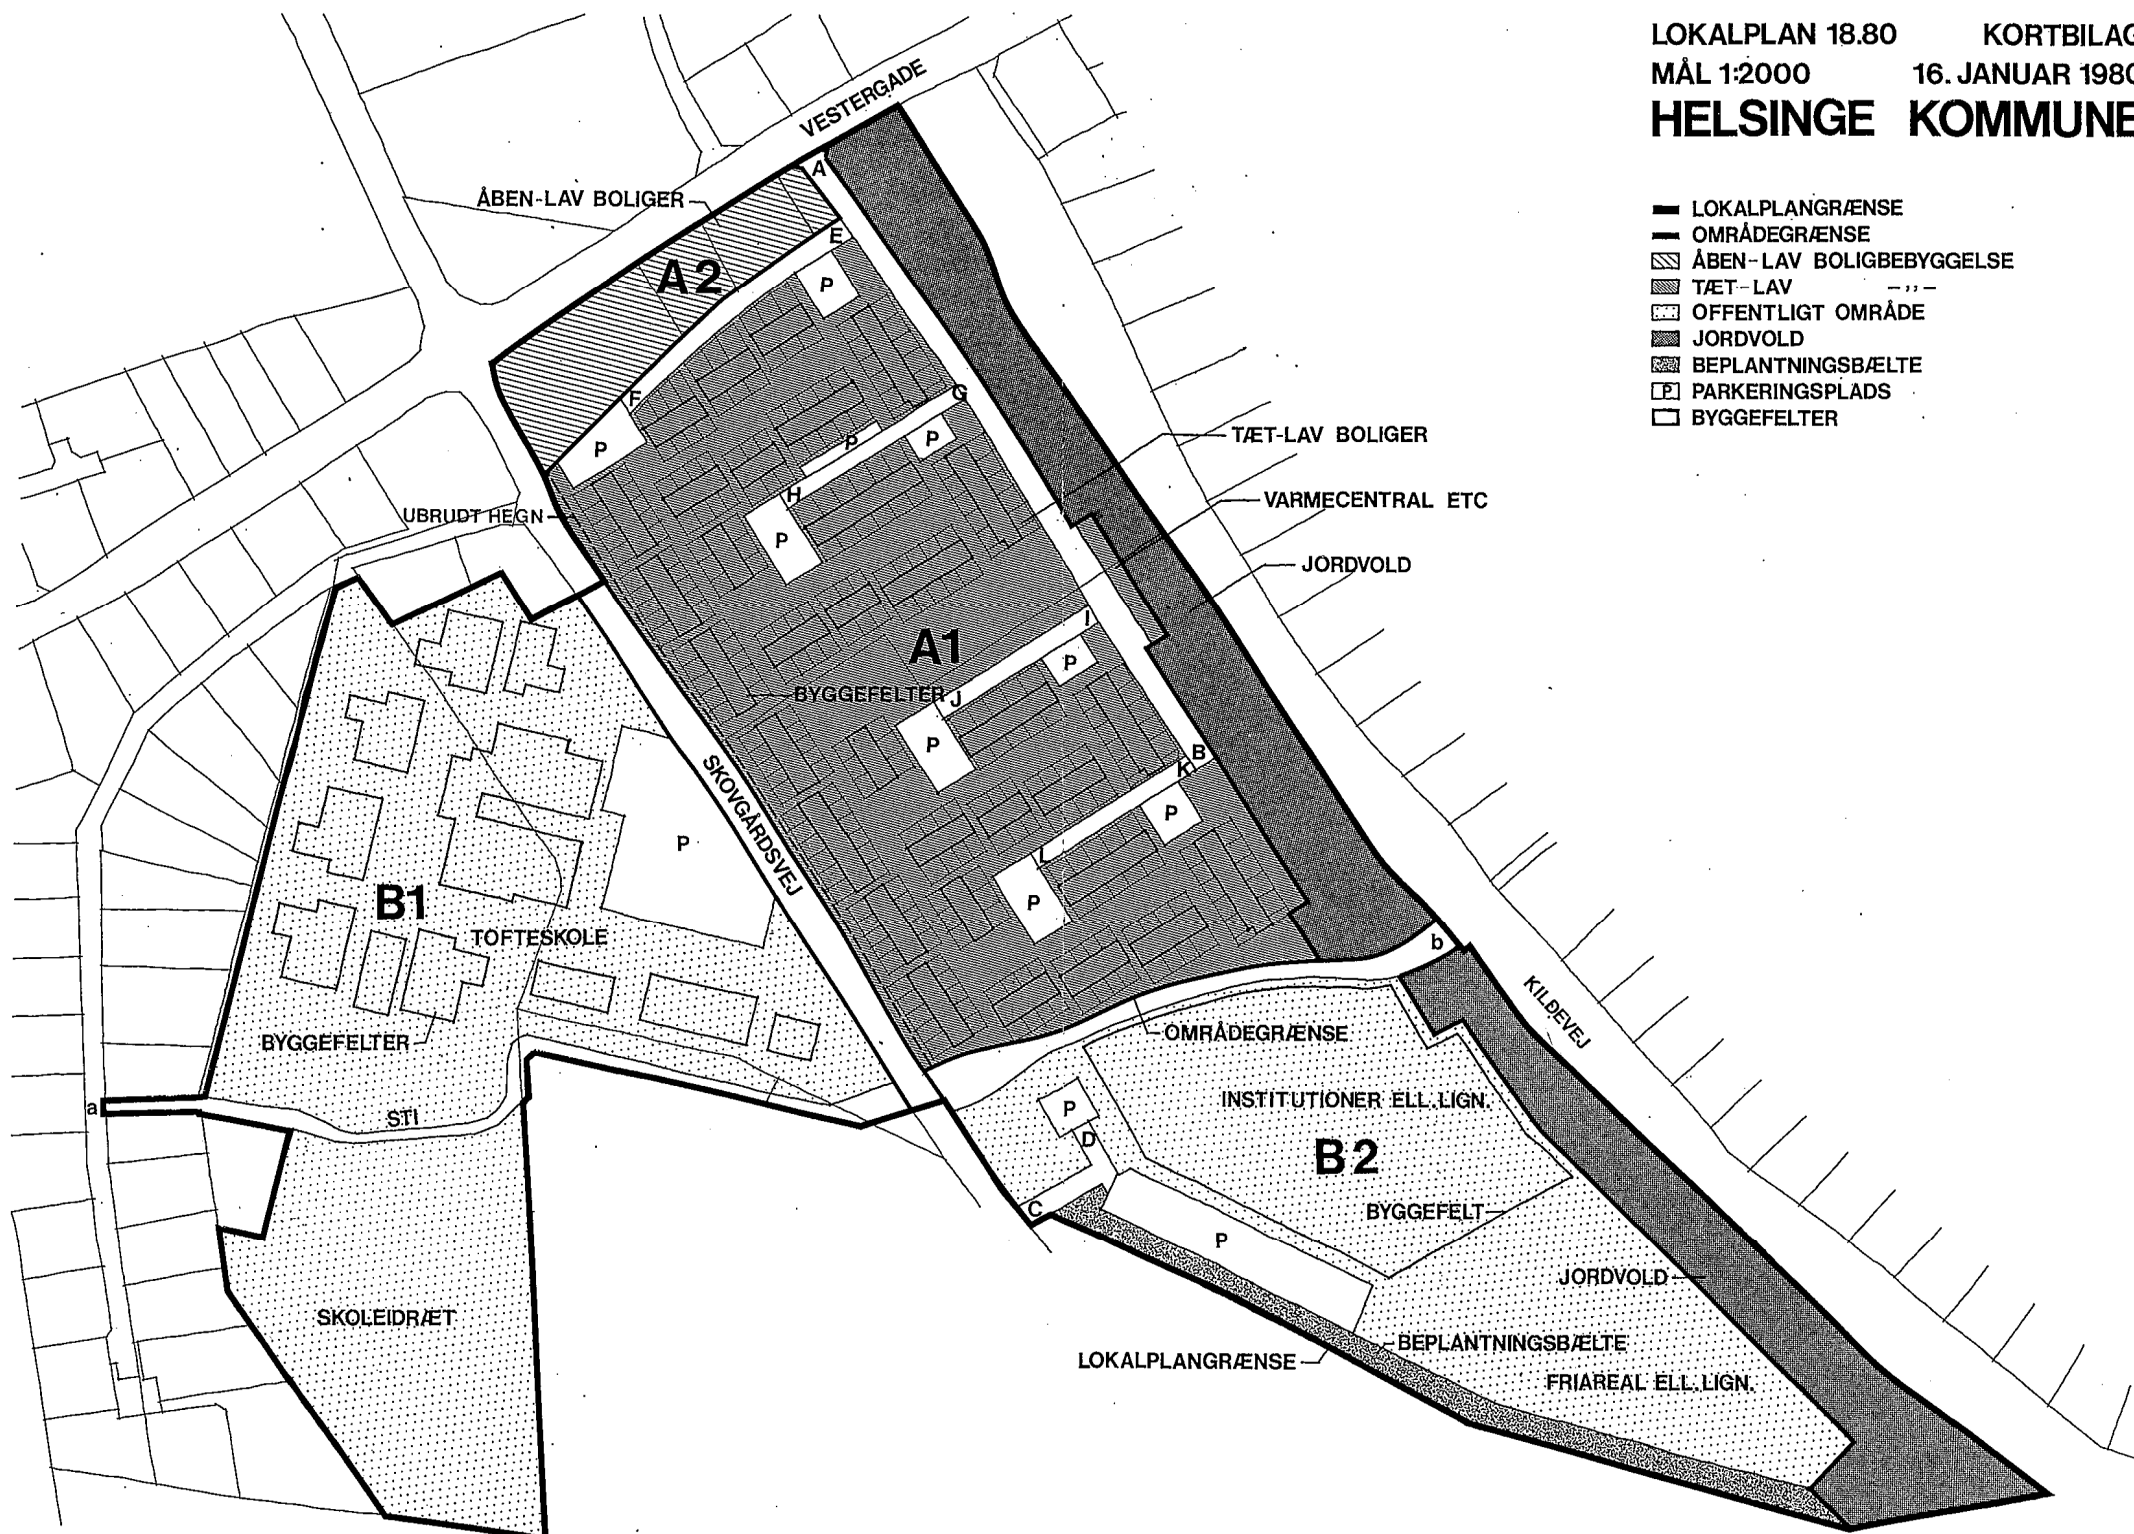 LOKALPLAN 18.80 KORTBILAG
MÅL 1:2000 16. JANUAR 1980
HELSINGE KOMMUNE
LOKALPLANGRÆNSE
OMRÅDEGRÆNSE
ÅBEN-LAV BOLIGBEBYGGELSE
TÆT-LAV -,,-
OFFENTLIGT OMRÅDE
JORDVOLD
BEPLANTNINGSBÆLTE
P PARKERINGSPLADS
BYGGEFELTER
VESTERGADE
A
ÅBEN-LAV BOLIGER
E
A2
P
F
G
P
P
P
TÆT-LAV BOLIGER
H
VARMECENTRAL ETC
UBRUDT HEGN
P
JORDVOLD
I
A1
P
BYGGEFELTER
J
P
B
K
SKOVGÅRDSVEJ
P
P
L
B1
P
TOFTESKOLE
b
KILDEVEJ
BYGGEFELTER
OMRÅDEGRÆNSE
INSTITUTIONER ELL.LIGN.
a
P
STI
D
B2
C
BYGGEFELT
P
JORDVOLD
SKOLEIDRÆT
BEPLANTNINGSBÆLTE
LOKALPLANGRÆNSE
FRIAREAL ELL.LIGN.